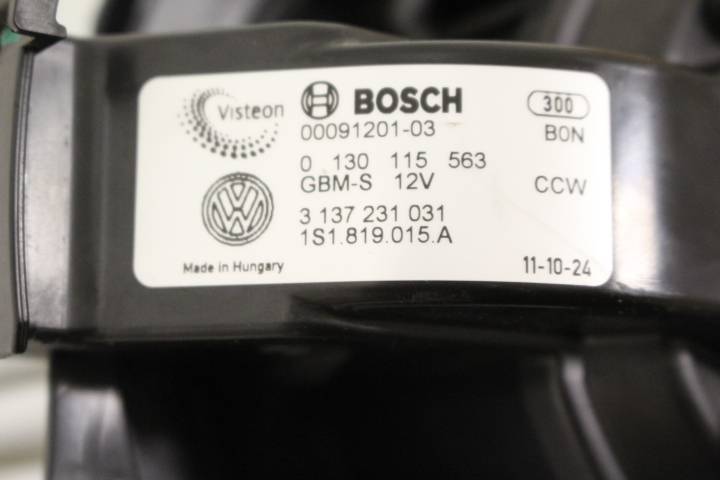 Visteon BOSCH 300
00091201-03 B0N
0 130 115 563
GBM-S 12V CCW
3 137 231 031
1S1.819.015.A
Made in Hungary 11-10-24